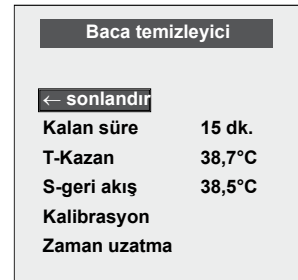 Baca temizleyici
← sonlandır
Kalan süre 15 dk.
T-Kazan 38,7°C
S-geri akış 38,5°C
Kalibrasyon
Zaman uzatma